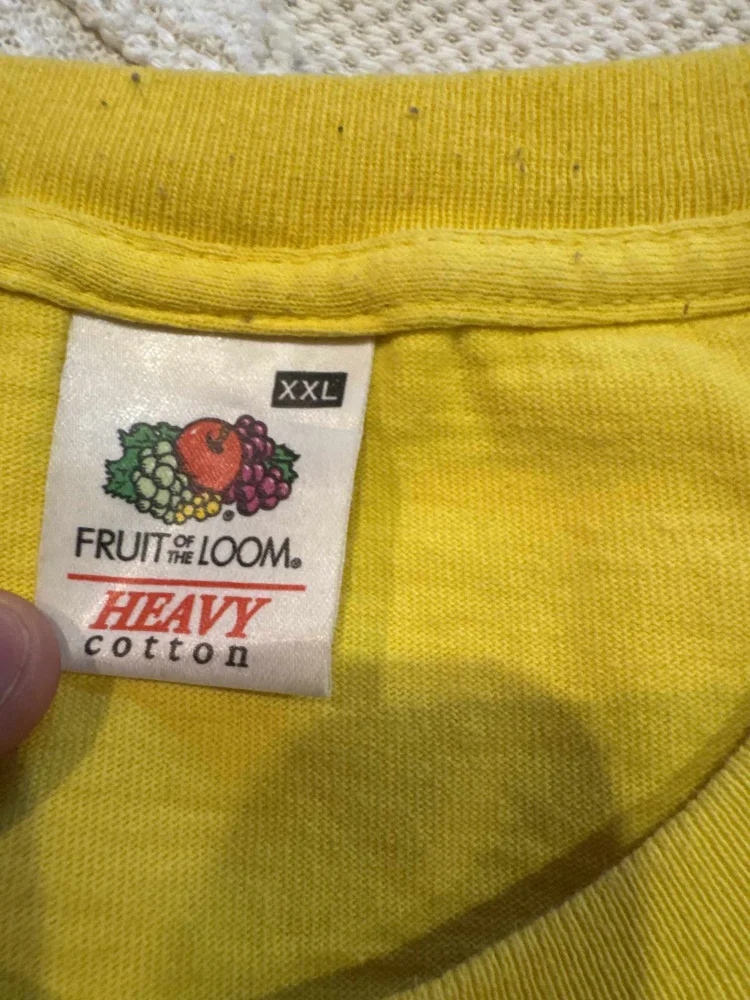 XXL
FRUIT OF THE LOOM®
HEAVY
cotton